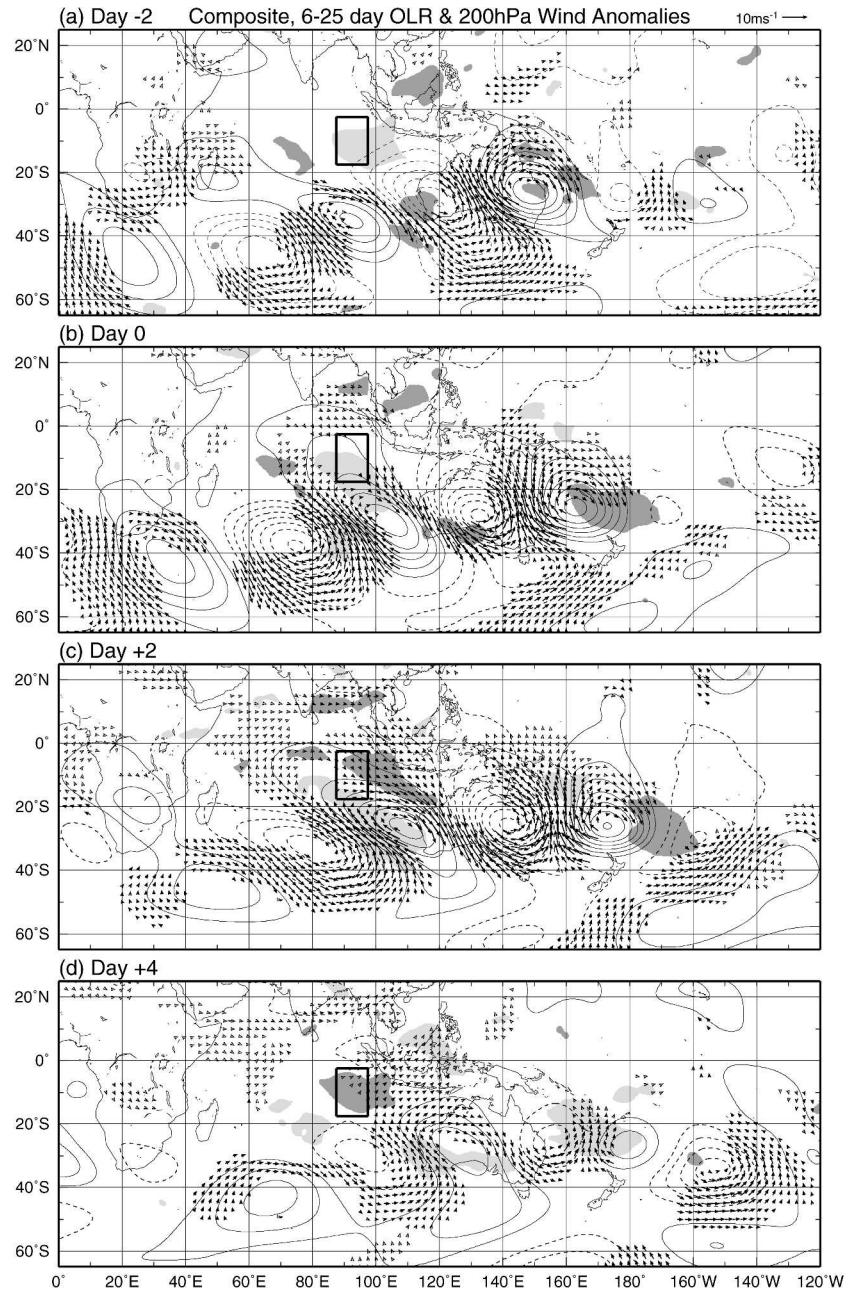 (a) Day -2 Composite, 6-25 day OLR & 200hPa Wind Anomalies 10ms⁻¹
20˚N
0˚
20˚S
40˚S
60˚S
(b) Day 0
20˚N
0˚
20˚S
40˚S
60˚S
(c) Day +2
20˚N
0˚
20˚S
40˚S
60˚S
(d) Day +4
20˚N
0˚
20˚S
40˚S
60˚S
0˚ 20˚E 40˚E 60˚E 80˚E 100˚E 120˚E 140˚E 160˚E 180˚ 160˚W 140˚W 120˚W